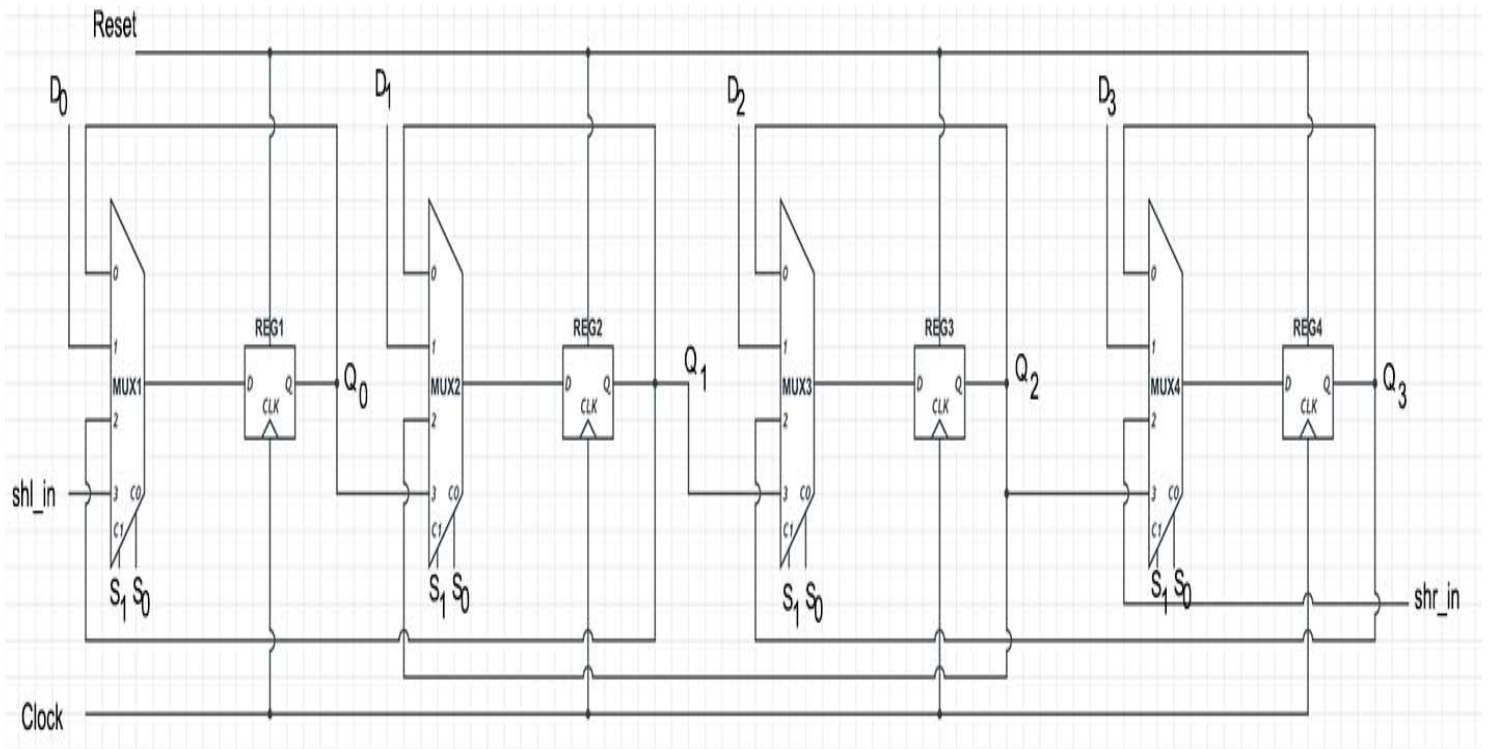 Reset
D0 D1 D2 D3
0 0 0 0
REG1 REG2 REG3 REG4
1 1 1 1
MUX1 D Q Q0 MUX2 D Q Q1 MUX3 D Q Q2 MUX4 D Q Q3
CLK CLK CLK CLK
2 2 2 2
shl_in 3 C0 3 C0 3 C0 3 C0
C1 C1 C1 C1
S1 S0 S1 S0 S1 S0 S1 S0
shr_in
Clock